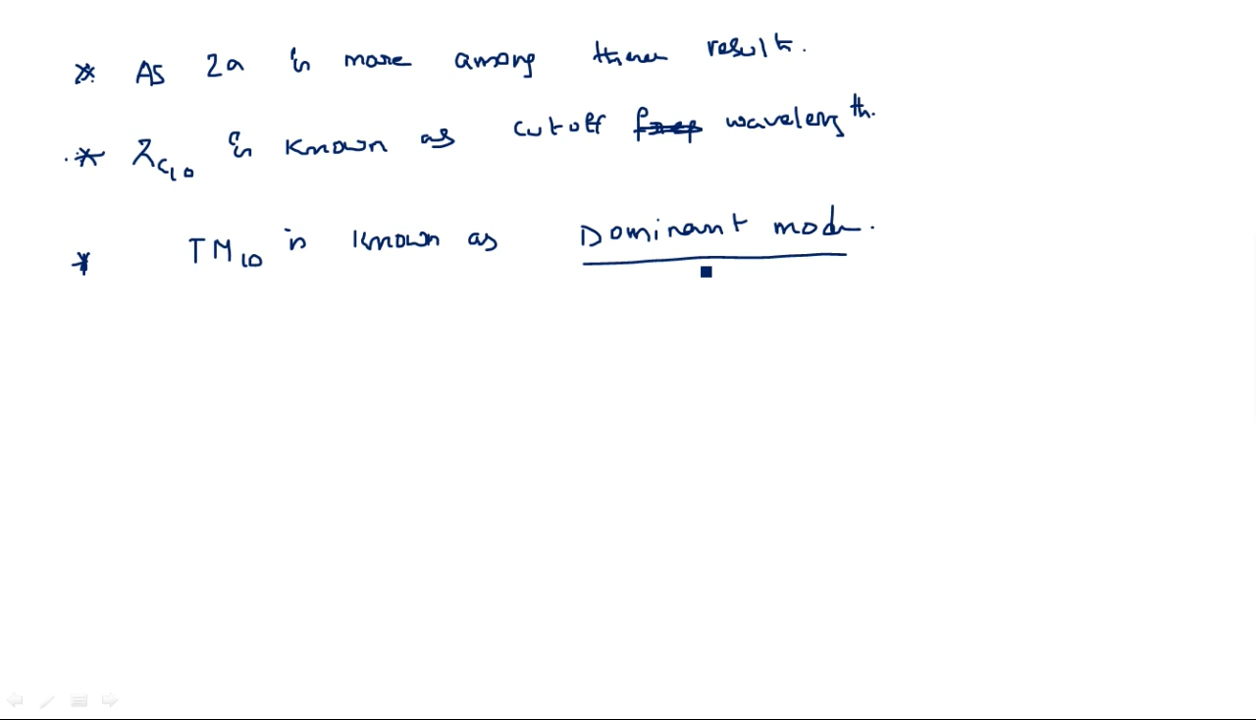 * As 2a is more among these result.
* λc10 is known as cutoff wavelength.
* TM10 is known as Dominant mode.